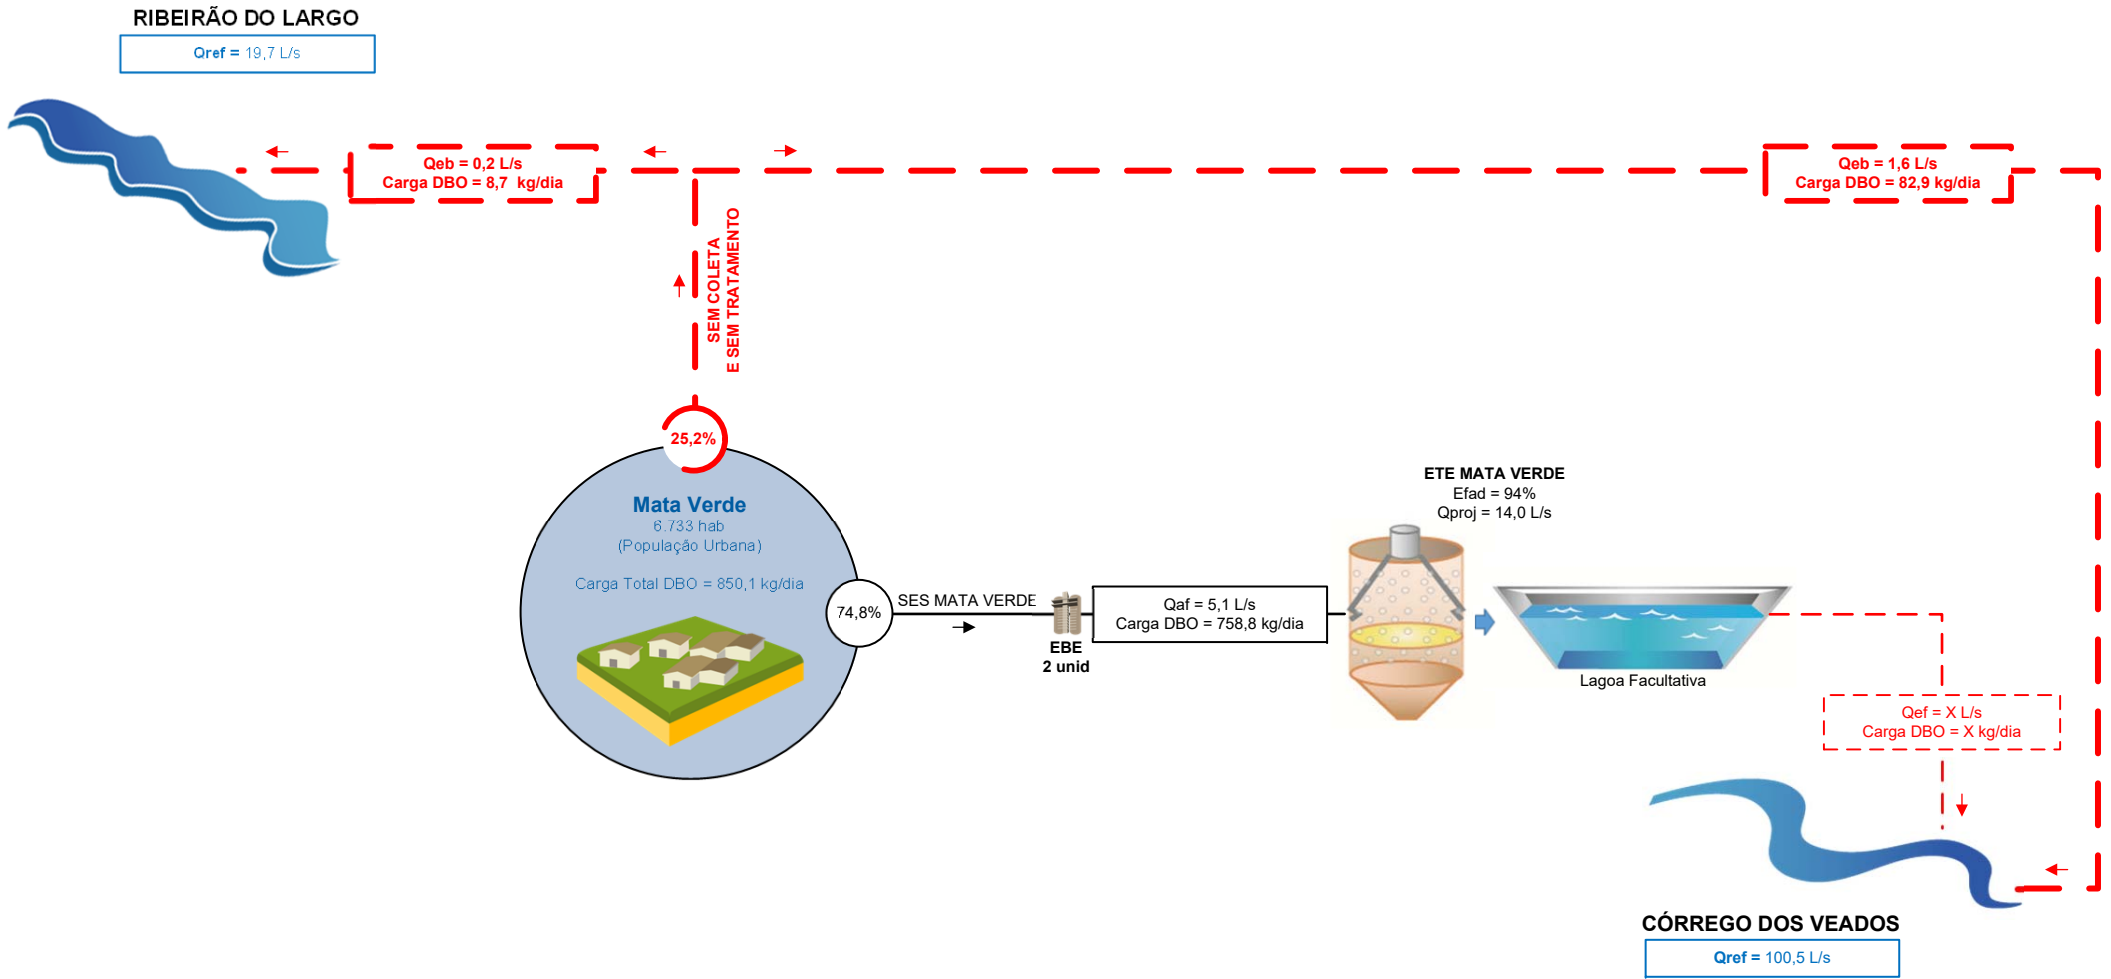 RIBEIRÃO DO LARGO
Qref = 19,7 L/s
Qeb = 0,2 L/s
Carga DBO = 8,7 kg/dia
Qeb = 1,6 L/s
Carga DBO = 82,9 kg/dia
SEM COLETA
E SEM TRATAMENTO
25,2%
Mata Verde
6.733 hab
(População Urbana)
Carga Total DBO = 850,1 kg/dia
74,8%
SES MATA VERDE
EBE
2 unid
Qaf = 5,1 L/s
Carga DBO = 758,8 kg/dia
ETE MATA VERDE
Efad = 94%
Qproj = 14,0 L/s
Lagoa Facultativa
Qef = X L/s
Carga DBO = X kg/dia
CÓRREGO DOS VEADOS
Qref = 100,5 L/s